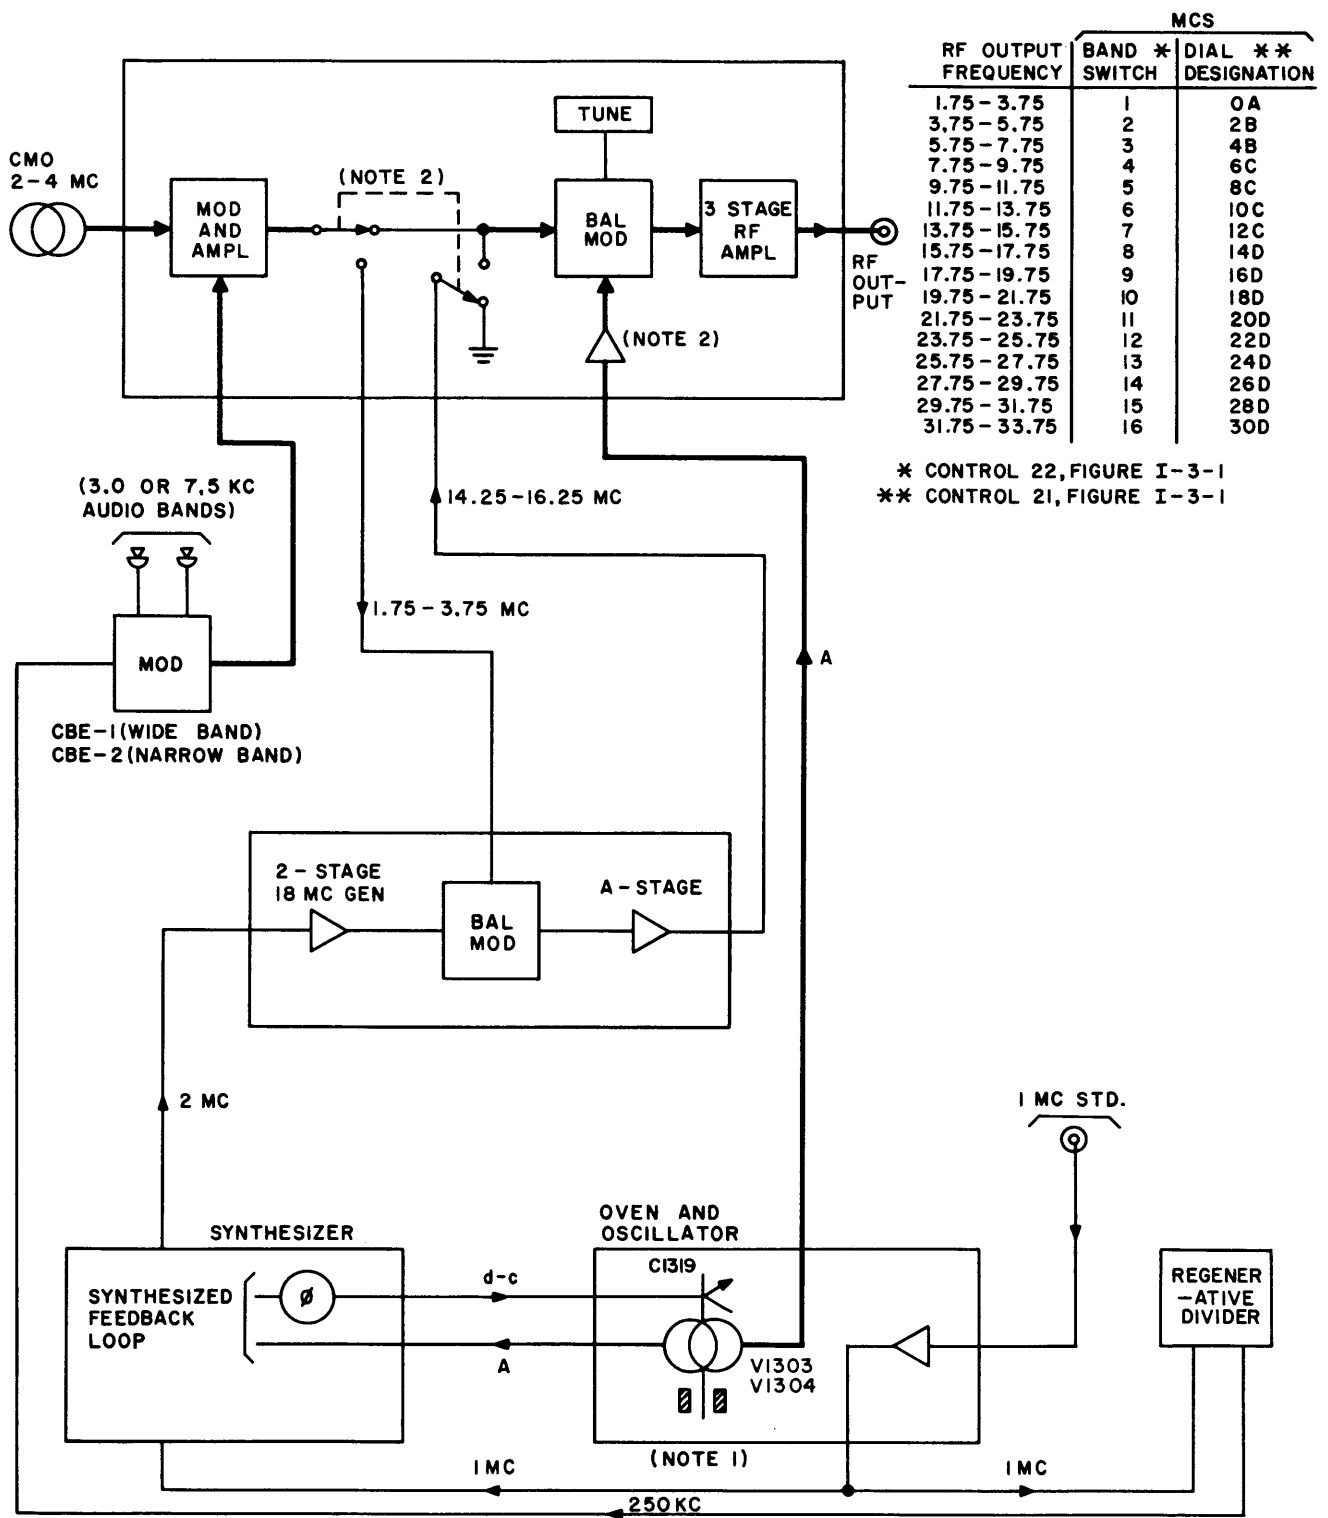 MCS
RF OUTPUT FREQUENCY | BAND * SWITCH | DIAL ** DESIGNATION
1.75-3.75 1 0A
3,75-5.75 2 2B
5.75-7.75 3 4B
7.75-9.75 4 6C
9.75-11.75 5 8C
11.75-13.75 6 10C
13.75-15.75 7 12C
15.75-17.75 8 14D
17.75-19.75 9 16D
19.75-21.75 10 18D
21.75-23.75 11 20D
23.75-25.75 12 22D
25.75-27.75 13 24D
27.75-29.75 14 26D
29.75-31.75 15 28D
31.75-33.75 16 30D
* CONTROL 22, FIGURE I-3-1
** CONTROL 21, FIGURE I-3-1
TUNE
CMO
2-4 MC
MOD
AND
AMPL
(NOTE 2)
BAL
MOD
3 STAGE
RF
AMPL
RF
OUT-
PUT
(NOTE 2)
(3.0 OR 7.5 KC
AUDIO BANDS)
14.25-16.25 MC
1.75-3.75 MC
MOD
A
CBE-1(WIDE BAND)
CBE-2(NARROW BAND)
2-STAGE
18 MC GEN
BAL
MOD
A-STAGE
2 MC
1 MC STD.
SYNTHESIZER
OVEN AND
OSCILLATOR
SYNTHESIZED
FEEDBACK
LOOP
ø
d-c
C1319
A
V1303
V1304
REGENER
-ATIVE
DIVIDER
(NOTE 1)
1MC
1MC
250KC